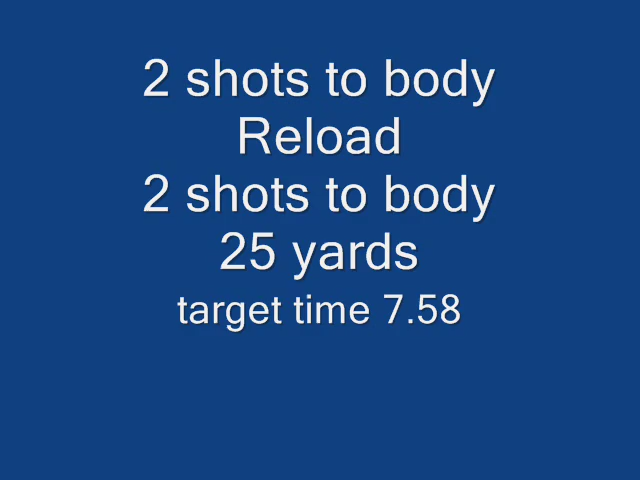 2 shots to body
Reload
2 shots to body
25 yards
target time 7.58